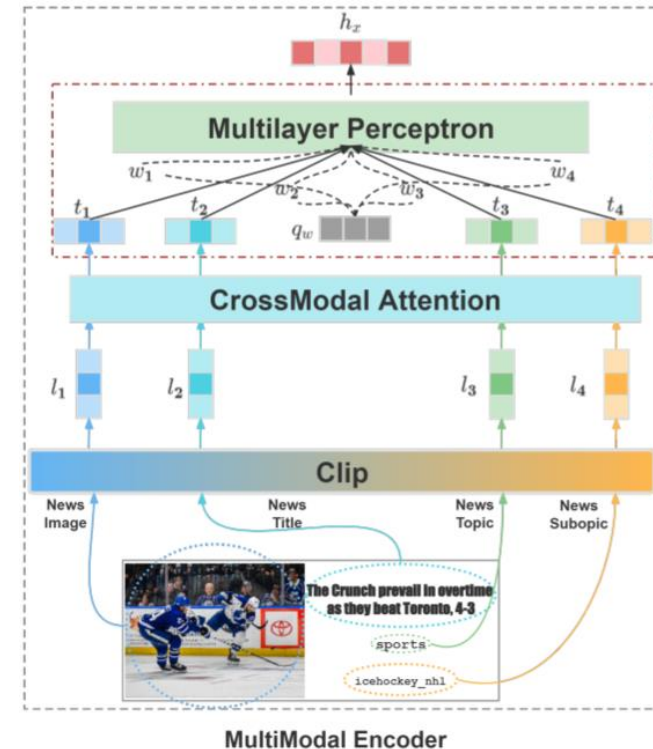 h_x
Multilayer Perceptron
w_1
w_2
w_3
w_4
t_1
t_2
q_w
t_3
t_4
CrossModal Attention
l_1
l_2
l_3
l_4
Clip
News
Image
News
Title
News
Topic
News
Subopic
The Crunch prevail in overtime
as they beat Toronto, 4-3
sports
icehockey_nhl
MultiModal Encoder